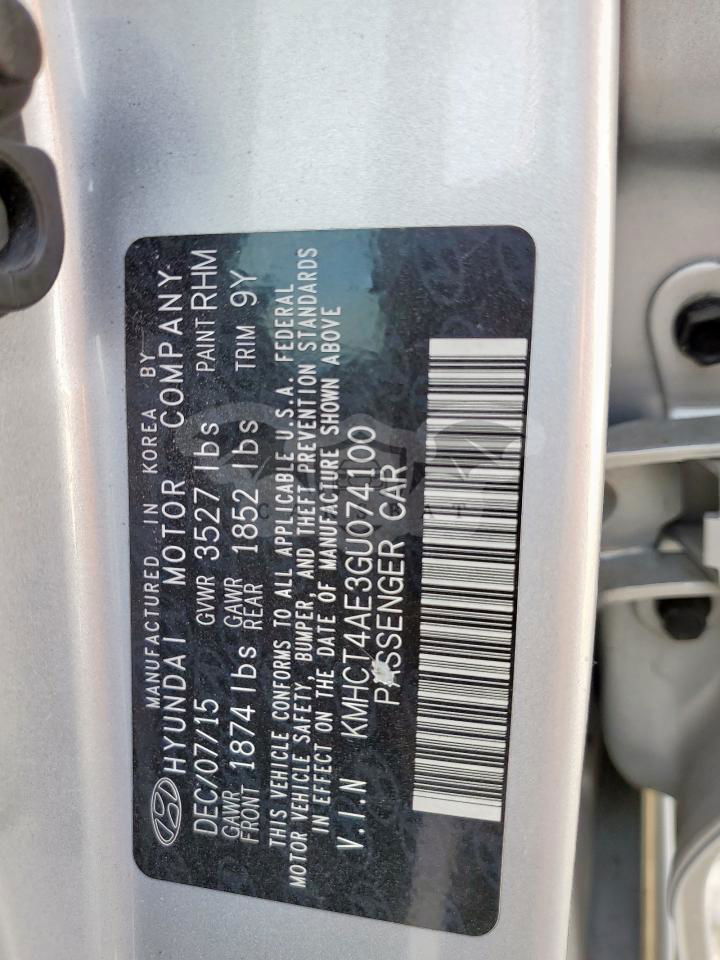 MANUFACTURED IN KOREA BY
HYUNDAI MOTOR COMPANY
DEC/07/15 GVWR 3527 lbs PAINT RHM
GAWR FRONT 1874 lbs GAWR REAR 1852 lbs TRIM 9Y
THIS VEHICLE CONFORMS TO ALL APPLICABLE U.S.A. FEDERAL
MOTOR VEHICLE SAFETY, BUMPER, AND THEFT PREVENTION STANDARDS
IN EFFECT ON THE DATE OF MANUFACTURE SHOWN ABOVE
V.I.N KMHCT4AE3GU074100
PASSENGER CAR